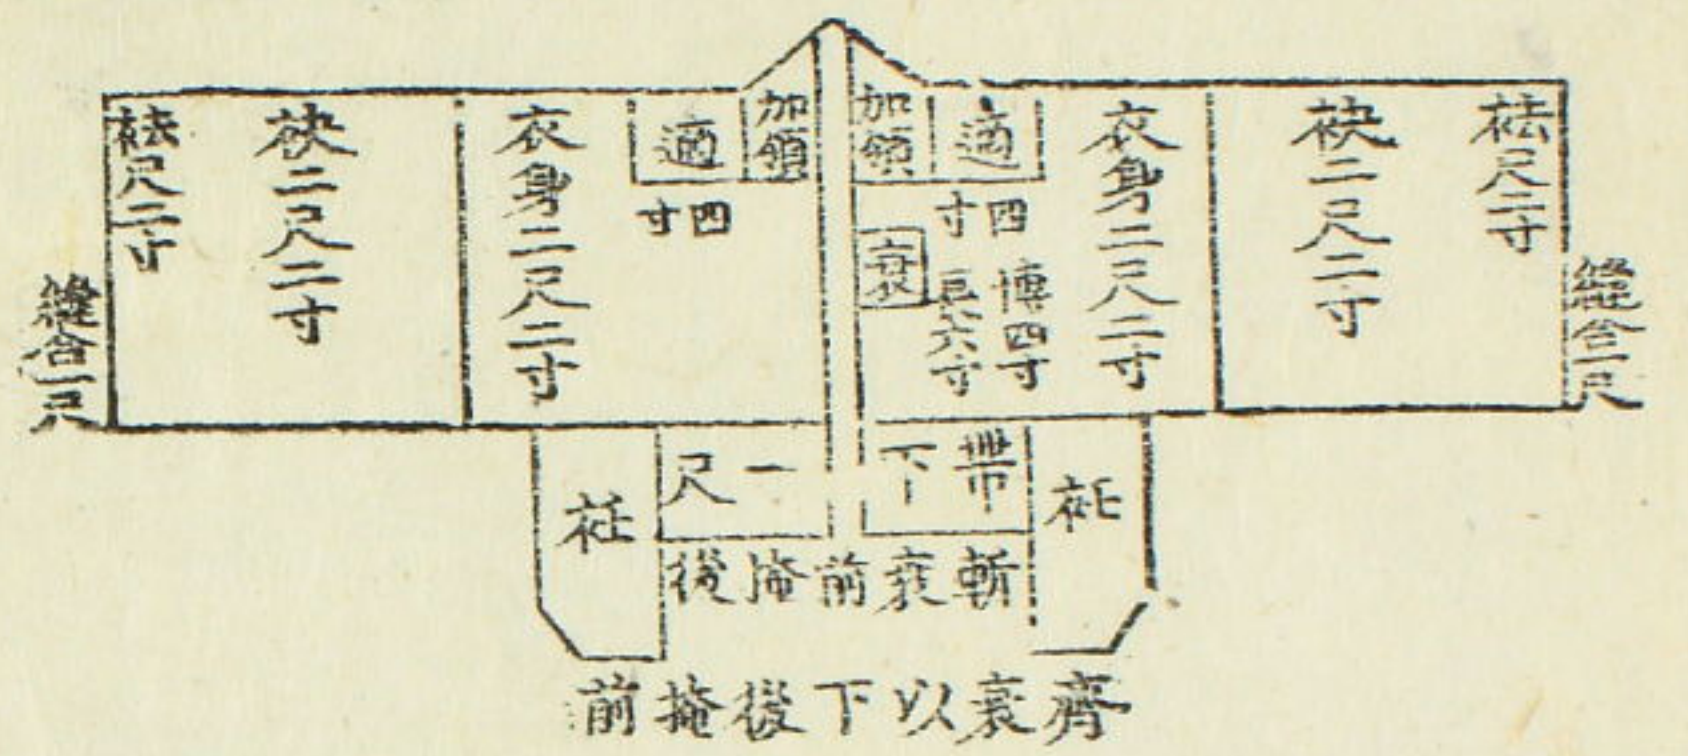 縫合一尺
袪尺二寸
袂二尺二寸
衣身二尺二寸
適
四寸
加領
加領
適
四寸
衰
博四寸
長六寸
衣身二尺二寸
袂二尺二寸
袪尺二寸
縫合一尺
衽
帶下
一尺
衽
斬衰前掩後
齊衰以下後掩前